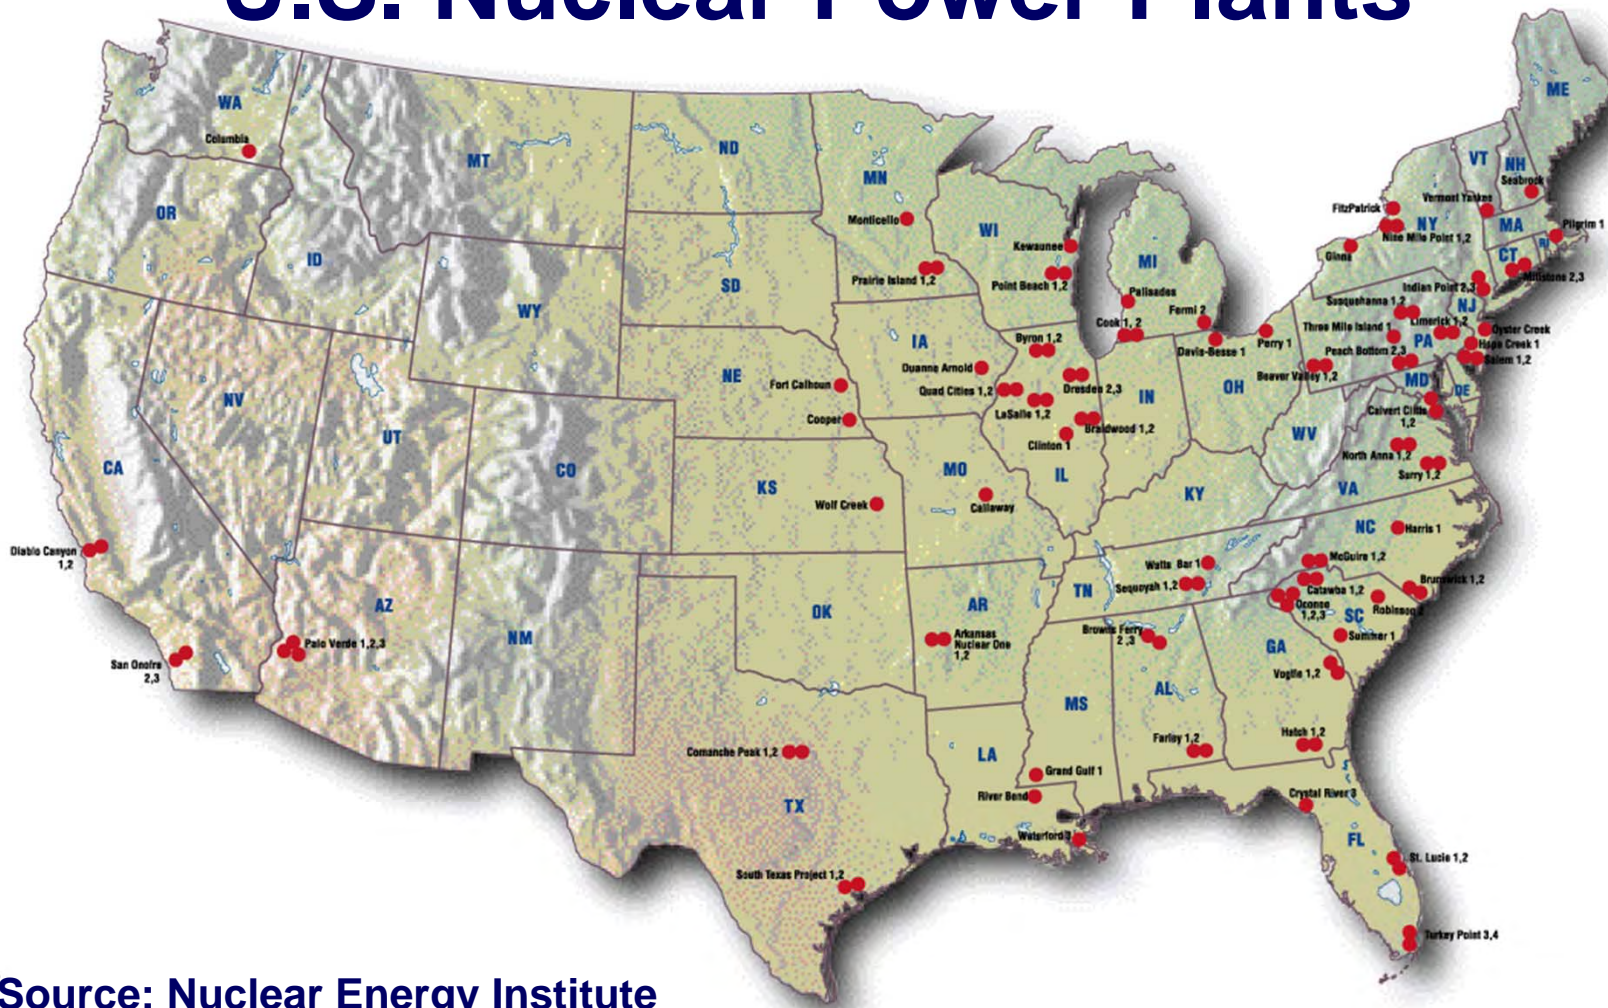 U.S. Nuclear Power Plants
WA
Columbia
OR
ID
MT
ND
MN
Monticello
Prairie Island 1,2
SD
WY
WI
Kewaunee
Point Beach 1,2
MI
Palisades
Cook 1, 2
Fermi 2
Davis-Besse 1
Perry 1
ME
VT
NH
Seabrook
Vermont Yankee
FitzPatrick
NY
Nine Mile Point 1,2
Ginna
MA
Pilgrim 1
RI
CT
Millstone 2,3
Indian Point 2,3
NJ
Susquehanna 1,2
Limerick 1,2
Three Mile Island 1
PA
Peach Bottom 2,3
Beaver Valley 1,2
Oyster Creek
Hope Creek 1
Salem 1,2
MD
DE
Calvert Cliffs
1,2
NE
Fort Calhoun
Cooper
IA
Duanne Arnold
Quad Cities 1,2
Byron 1,2
Dresden 2,3
LaSalle 1,2
Braidwood 1,2
Clinton 1
IL
IN
OH
WV
North Anna 1,2
Surry 1,2
VA
KY
NV
UT
CO
CA
KS
Wolf Creek
MO
Callaway
Diablo Canyon
1,2
San Onofre
2,3
AZ
Palo Verde 1,2,3
NM
OK
AR
Arkansas
Nuclear One
1,2
TN
Watts Bar 1
Sequoyah 1,2
NC
Harris 1
McGuire 1,2
Catawba 1,2
Brunswick 1,2
Oconee
1,2,3
SC
Robinson 2
Summer 1
Browns Ferry
2,3
GA
Vogtle 1,2
MS
AL
Farley 1,2
Hatch 1,2
LA
Grand Gulf 1
River Bend
Waterford 3
TX
Comanche Peak 1,2
South Texas Project 1,2
Crystal River 3
FL
St. Lucie 1,2
Turkey Point 3,4
Source: Nuclear Energy Institute